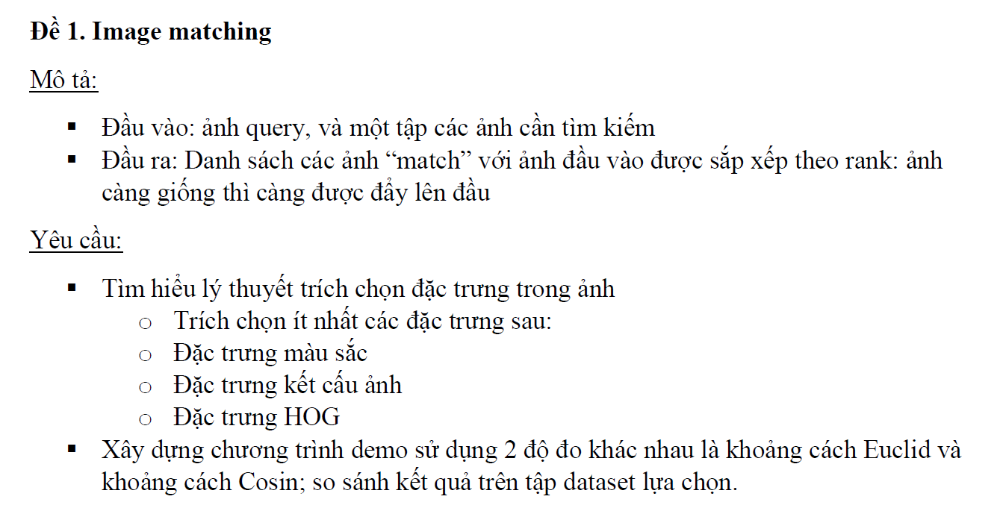 Đề 1. Image matching
Mô tả:
▪ Đầu vào: ảnh query, và một tập các ảnh cần tìm kiếm
▪ Đầu ra: Danh sách các ảnh “match” với ảnh đầu vào được sắp xếp theo rank: ảnh
càng giống thì càng được đẩy lên đầu
Yêu cầu:
▪ Tìm hiểu lý thuyết trích chọn đặc trưng trong ảnh
o Trích chọn ít nhất các đặc trưng sau:
o Đặc trưng màu sắc
o Đặc trưng kết cấu ảnh
o Đặc trưng HOG
▪ Xây dựng chương trình demo sử dụng 2 độ đo khác nhau là khoảng cách Euclid và
khoảng cách Cosin; so sánh kết quả trên tập dataset lựa chọn.